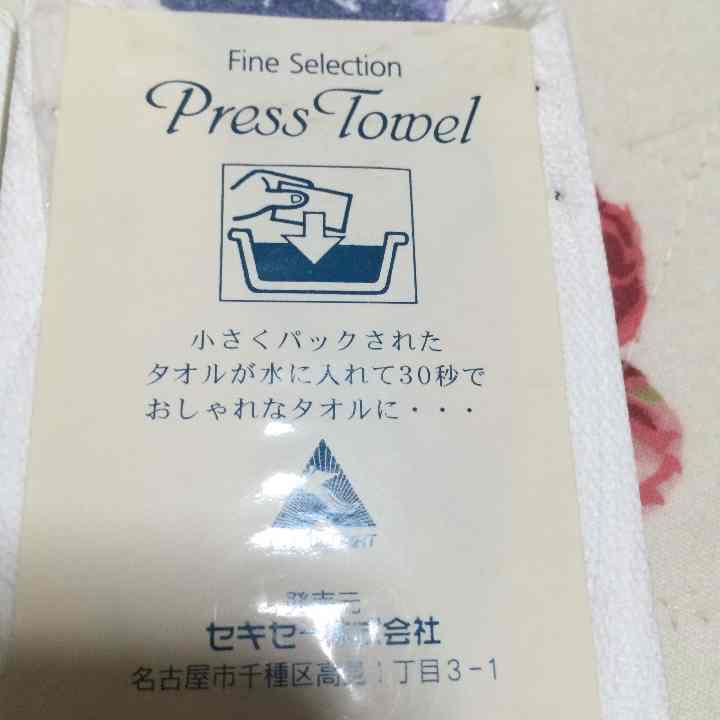 Fine Selection
Press Towel
小さくパックされた
タオルが水に入れて30秒で
おしゃれなタオルに・・・
発売元
セキセー株式会社
名古屋市千種区高見1丁目3-1